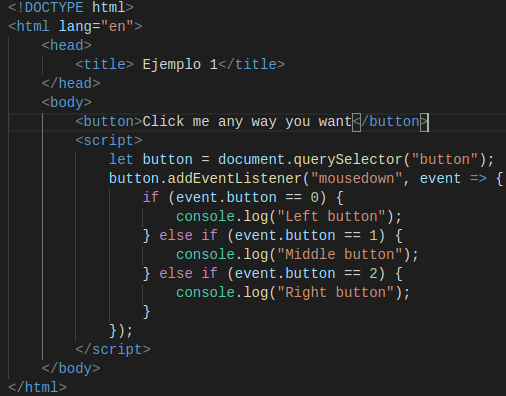 <!DOCTYPE html>
<html lang="en">
    <head>
        <title> Ejemplo 1</title>
    </head>
    <body>
        <button>Click me any way you want</button>
        <script>
            let button = document.querySelector("button");
            button.addEventListener("mousedown", event => {
                if (event.button == 0) {
                    console.log("Left button");
                } else if (event.button == 1) {
                    console.log("Middle button");
                } else if (event.button == 2) {
                    console.log("Right button");
                }
            });
        </script>
    </body>
</html>